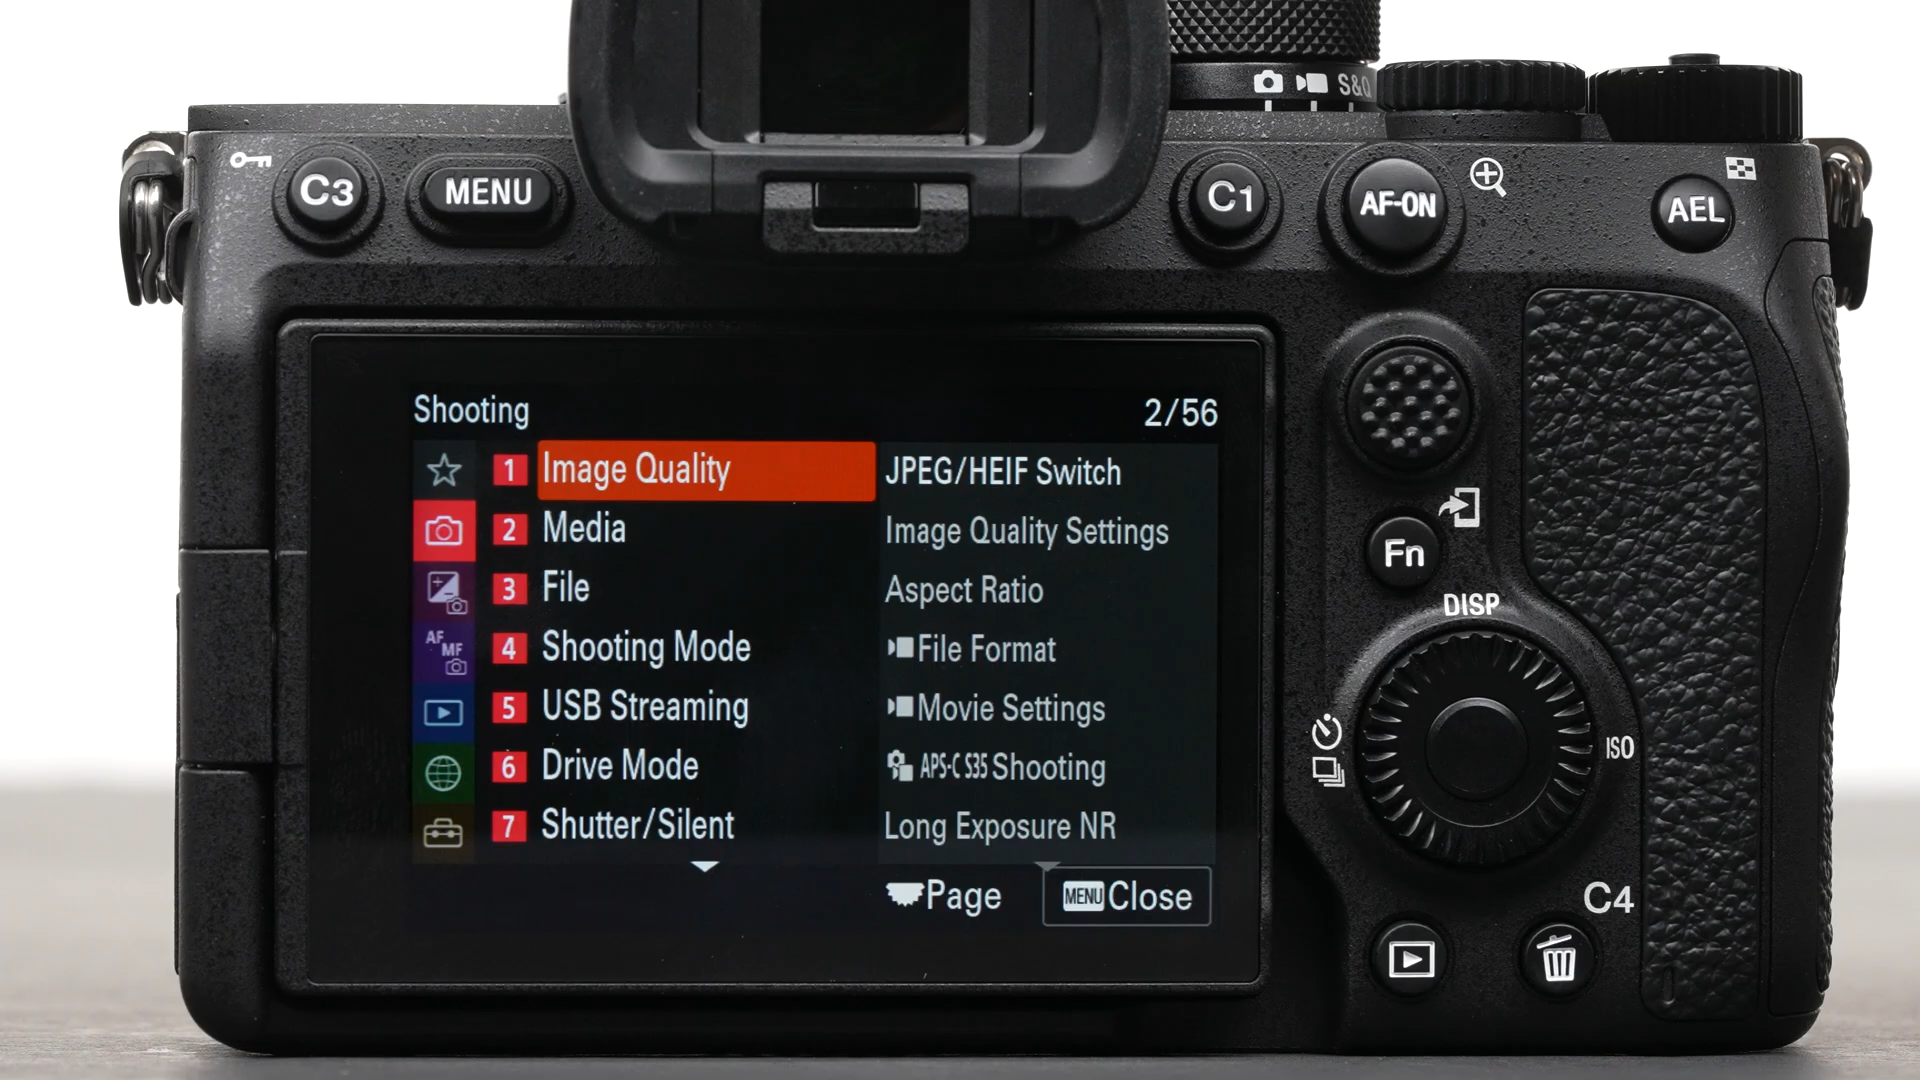 S&Q
C3
MENU
C1
AF-ON
AEL
Shooting
2/56
1 Image Quality
JPEG/HEIF Switch
2 Media
Image Quality Settings
3 File
Aspect Ratio
4 Shooting Mode
File Format
5 USB Streaming
Movie Settings
6 Drive Mode
APS-C S35 Shooting
7 Shutter/Silent
Long Exposure NR
AF MF
Page
MENU Close
Fn
DISP
ISO
C4